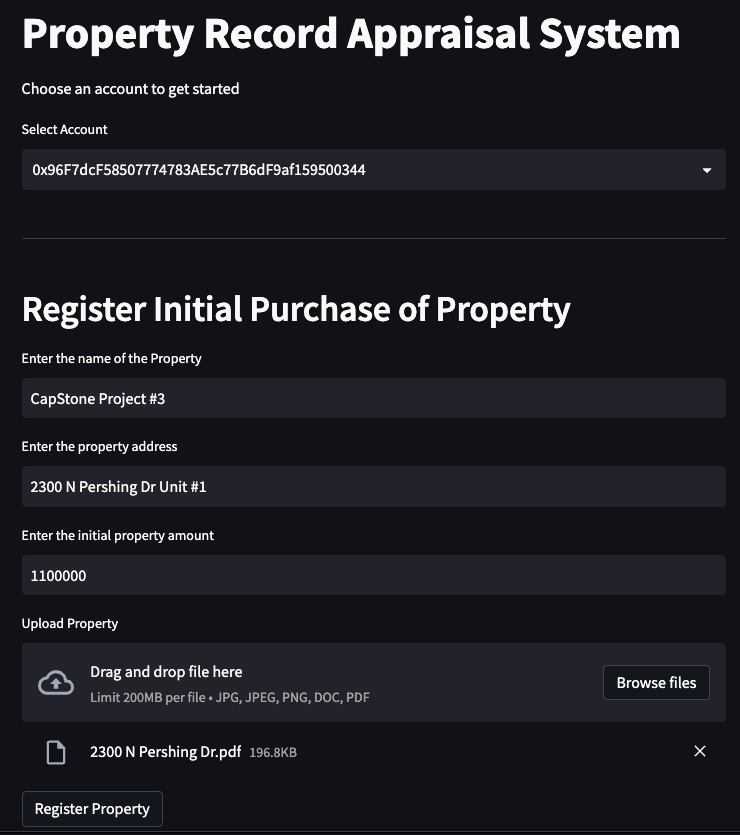 Property Record Appraisal System
Choose an account to get started
Select Account
0x96F7dcF58507774783AE5c77B6dF9af159500344
Register Initial Purchase of Property
Enter the name of the Property
CapStone Project #3
Enter the property address
2300 N Pershing Dr Unit #1
Enter the initial property amount
1100000
Upload Property
Drag and drop file here
Limit 200MB per file • JPG, JPEG, PNG, DOC, PDF
Browse files
2300 N Pershing Dr.pdf 196.8KB
Register Property